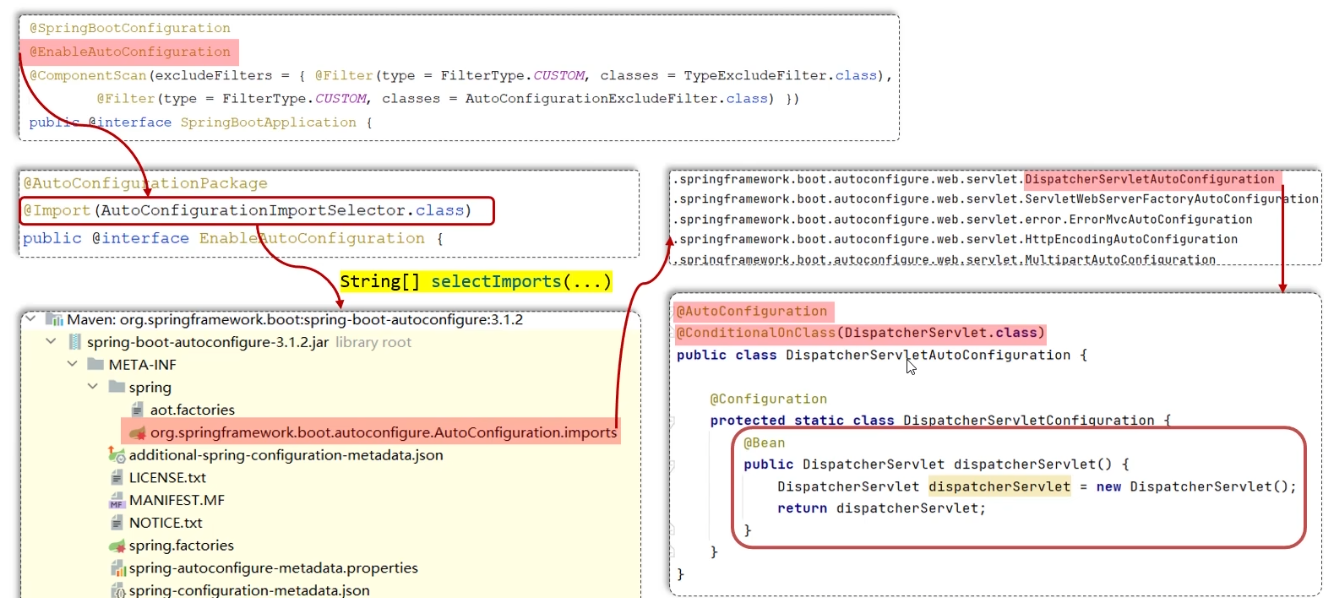 @SpringBootConfiguration
@EnableAutoConfiguration
@ComponentScan(excludeFilters = { @Filter(type = FilterType.CUSTOM, classes = TypeExcludeFilter.class),
@Filter(type = FilterType.CUSTOM, classes = AutoConfigurationExcludeFilter.class) })
public @interface SpringBootApplication {
@AutoConfigurationPackage
@Import(AutoConfigurationImportSelector.class)
public @interface EnableAutoConfiguration {
String[] selectImports(...)
Maven: org.springframework.boot:spring-boot-autoconfigure:3.1.2
spring-boot-autoconfigure-3.1.2.jar library root
META-INF
spring
aot.factories
org.springframework.boot.autoconfigure.AutoConfiguration.imports
additional-spring-configuration-metadata.json
LICENSE.txt
MANIFEST.MF
NOTICE.txt
spring.factories
spring-autoconfigure-metadata.properties
spring-configuration-metadata.json
.springframework.boot.autoconfigure.web.servlet.DispatcherServletAutoConfiguration
.springframework.boot.autoconfigure.web.servlet.ServletWebServerFactoryAutoConfiguration
.springframework.boot.autoconfigure.web.servlet.error.ErrorMvcAutoConfiguration
.springframework.boot.autoconfigure.web.servlet.HttpEncodingAutoConfiguration
.springframework.boot.autoconfigure.web.servlet.MultipartAutoConfiguration
@AutoConfiguration
@ConditionalOnClass(DispatcherServlet.class)
public class DispatcherServletAutoConfiguration {
@Configuration
protected static class DispatcherServletConfiguration {
@Bean
public DispatcherServlet dispatcherServlet() {
DispatcherServlet dispatcherServlet = new DispatcherServlet();
return dispatcherServlet;
}
}
}